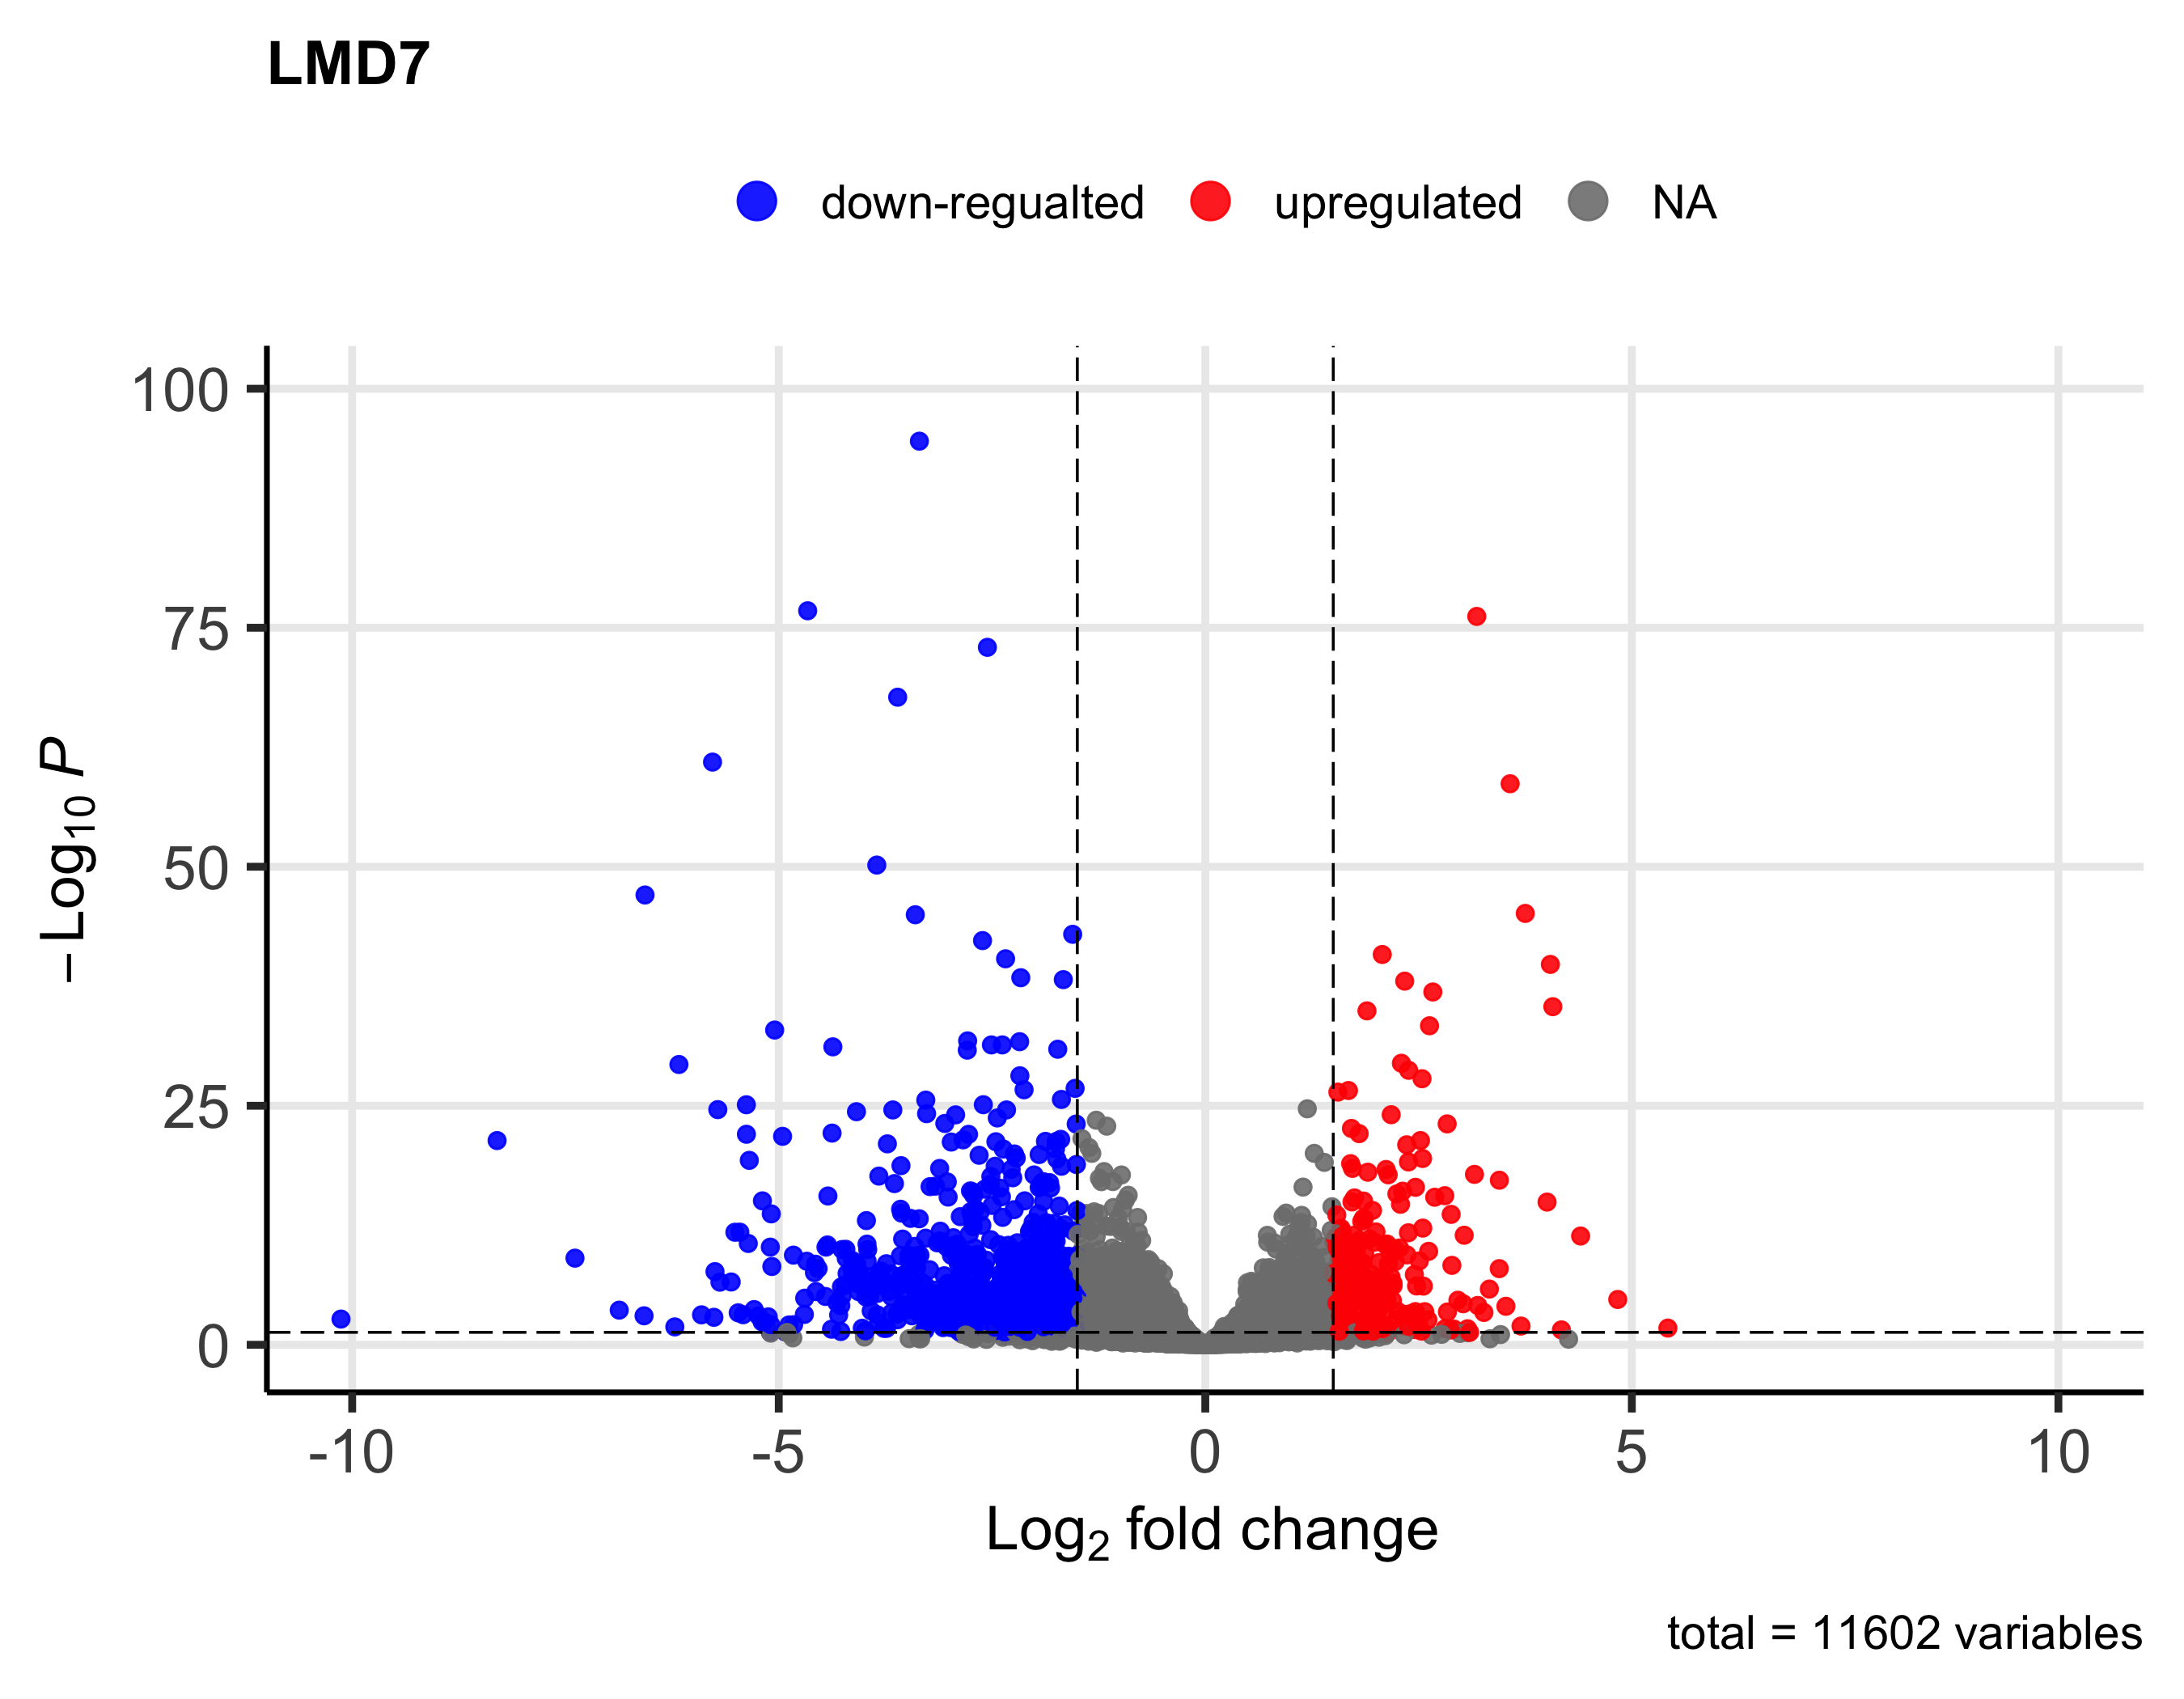 LMD7
down-regualted upregulated NA
100
75
50
25
0
−Log10 P
-10 -5 0 5 10
Log2 fold change
total = 11602 variables